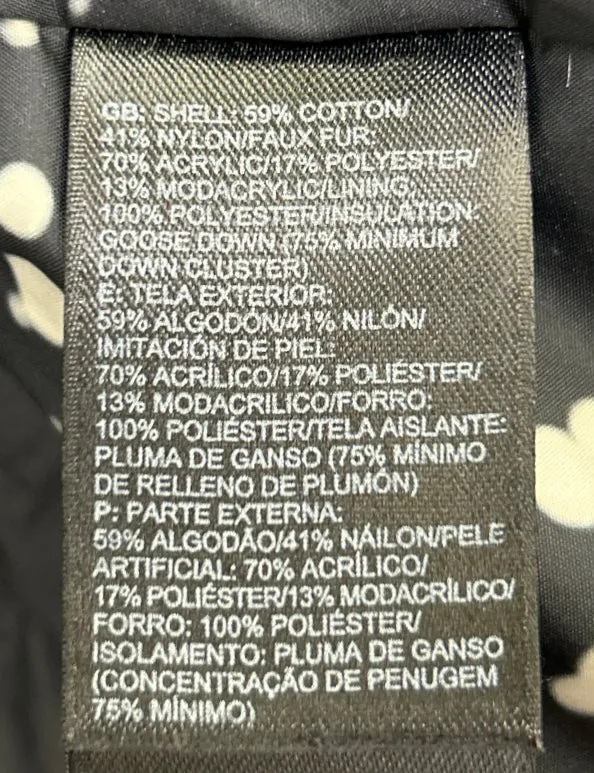 GB: SHELL: 59% COTTON/
41% NYLON/FAUX FUR:
70% ACRYLIC/17% POLYESTER/
13% MODACRYLIC/LINING:
100% POLYESTER/INSULATION:
GOOSE DOWN (75% MINIMUM
DOWN CLUSTER)
E: TELA EXTERIOR:
59% ALGODÓN/41% NILÓN/
IMITACIÓN DE PIEL:
70% ACRÍLICO/17% POLIÉSTER/
13% MODACRILICO/FORRO:
100% POLIÉSTER/TELA AISLANTE:
PLUMA DE GANSO (75% MÍNIMO
DE RELLENO DE PLUMÓN)
P: PARTE EXTERNA:
59% ALGODÃO/41% NÁILON/PELE
ARTIFICIAL: 70% ACRÍLICO/
17% POLIÉSTER/13% MODACRÍLICO/
FORRO: 100% POLIÉSTER/
ISOLAMENTO: PLUMA DE GANSO
(CONCENTRAÇÃO DE PENUGEM
75% MÍNIMO)